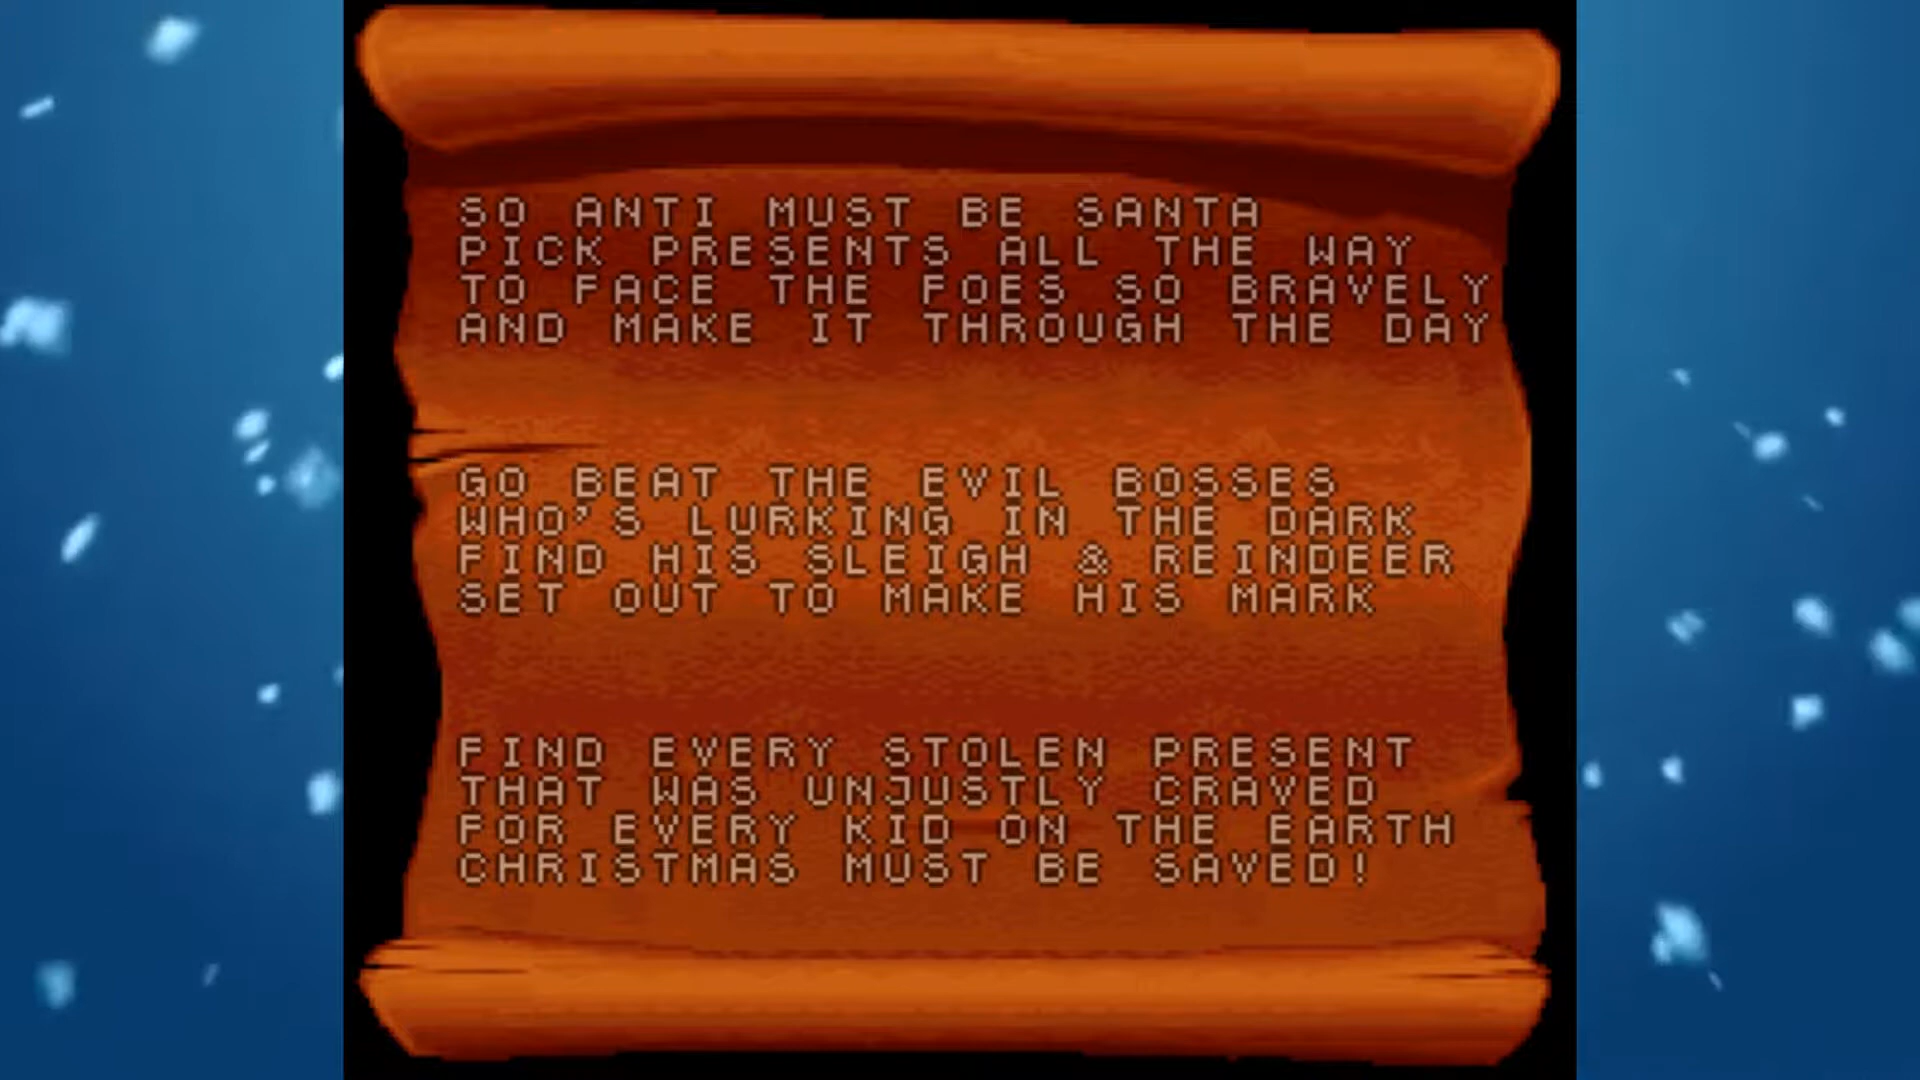 SO ANTI MUST BE SANTA
PICK PRESENTS ALL THE WAY
TO FACE THE FOES SO BRAVELY
AND MAKE IT THROUGH THE DAY
GO BEAT THE EVIL BOSSES
WHO'S LURKING IN THE DARK
FIND HIS SLEIGH & REINDEER
SET OUT TO MAKE HIS MARK
FIND EVERY STOLEN PRESENT
THAT WAS UNJUSTLY CRAVED
FOR EVERY KID ON THE EARTH
CHRISTMAS MUST BE SAVED!